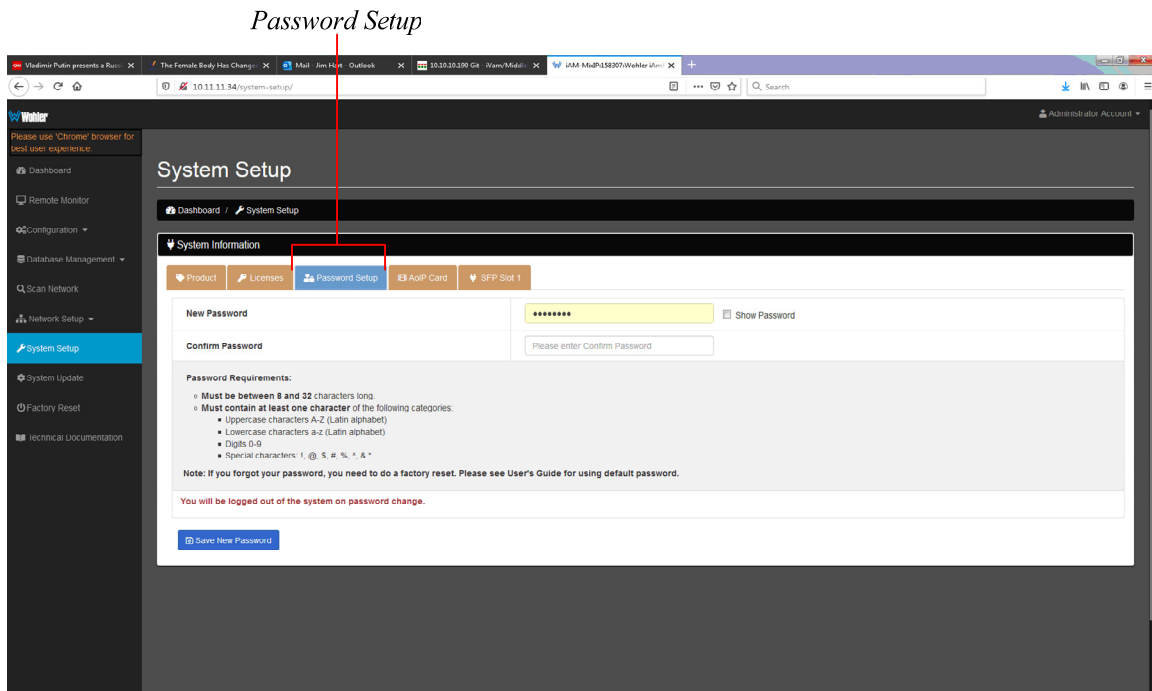 Password Setup
Vladimir Putin presents a Russi
The Female Body Has Change
Mail - Jim Hart - Outlook
10.10.10.190 Git - iVam/Middle
iAM-MixIP\158307/Wohler iAm
10.11.11.34/system-setup/
Search
Wohler
Administrator Account
Please use 'Chrome' browser for
best user experience.
Dashboard
Remote Monitor
Configuration
Database Management
Scan Network
Network Setup
System Setup
System Update
Factory Reset
Technical Documentation
System Setup
Dashboard / System Setup
System Information
Product
Licenses
Password Setup
AoIP Card
SFP Slot 1
New Password
Show Password
Confirm Password
Please enter Confirm Password
Password Requirements:
Must be between 8 and 32 characters long.
Must contain at least one character of the following categories:
Uppercase characters A-Z (Latin alphabet)
Lowercase characters a-z (Latin alphabet)
Digits 0-9
Special characters: !, @, $, #, %, ^, & *
Note: If you forgot your password, you need to do a factory reset. Please see User's Guide for using default password.
You will be logged out of the system on password change.
Save New Password